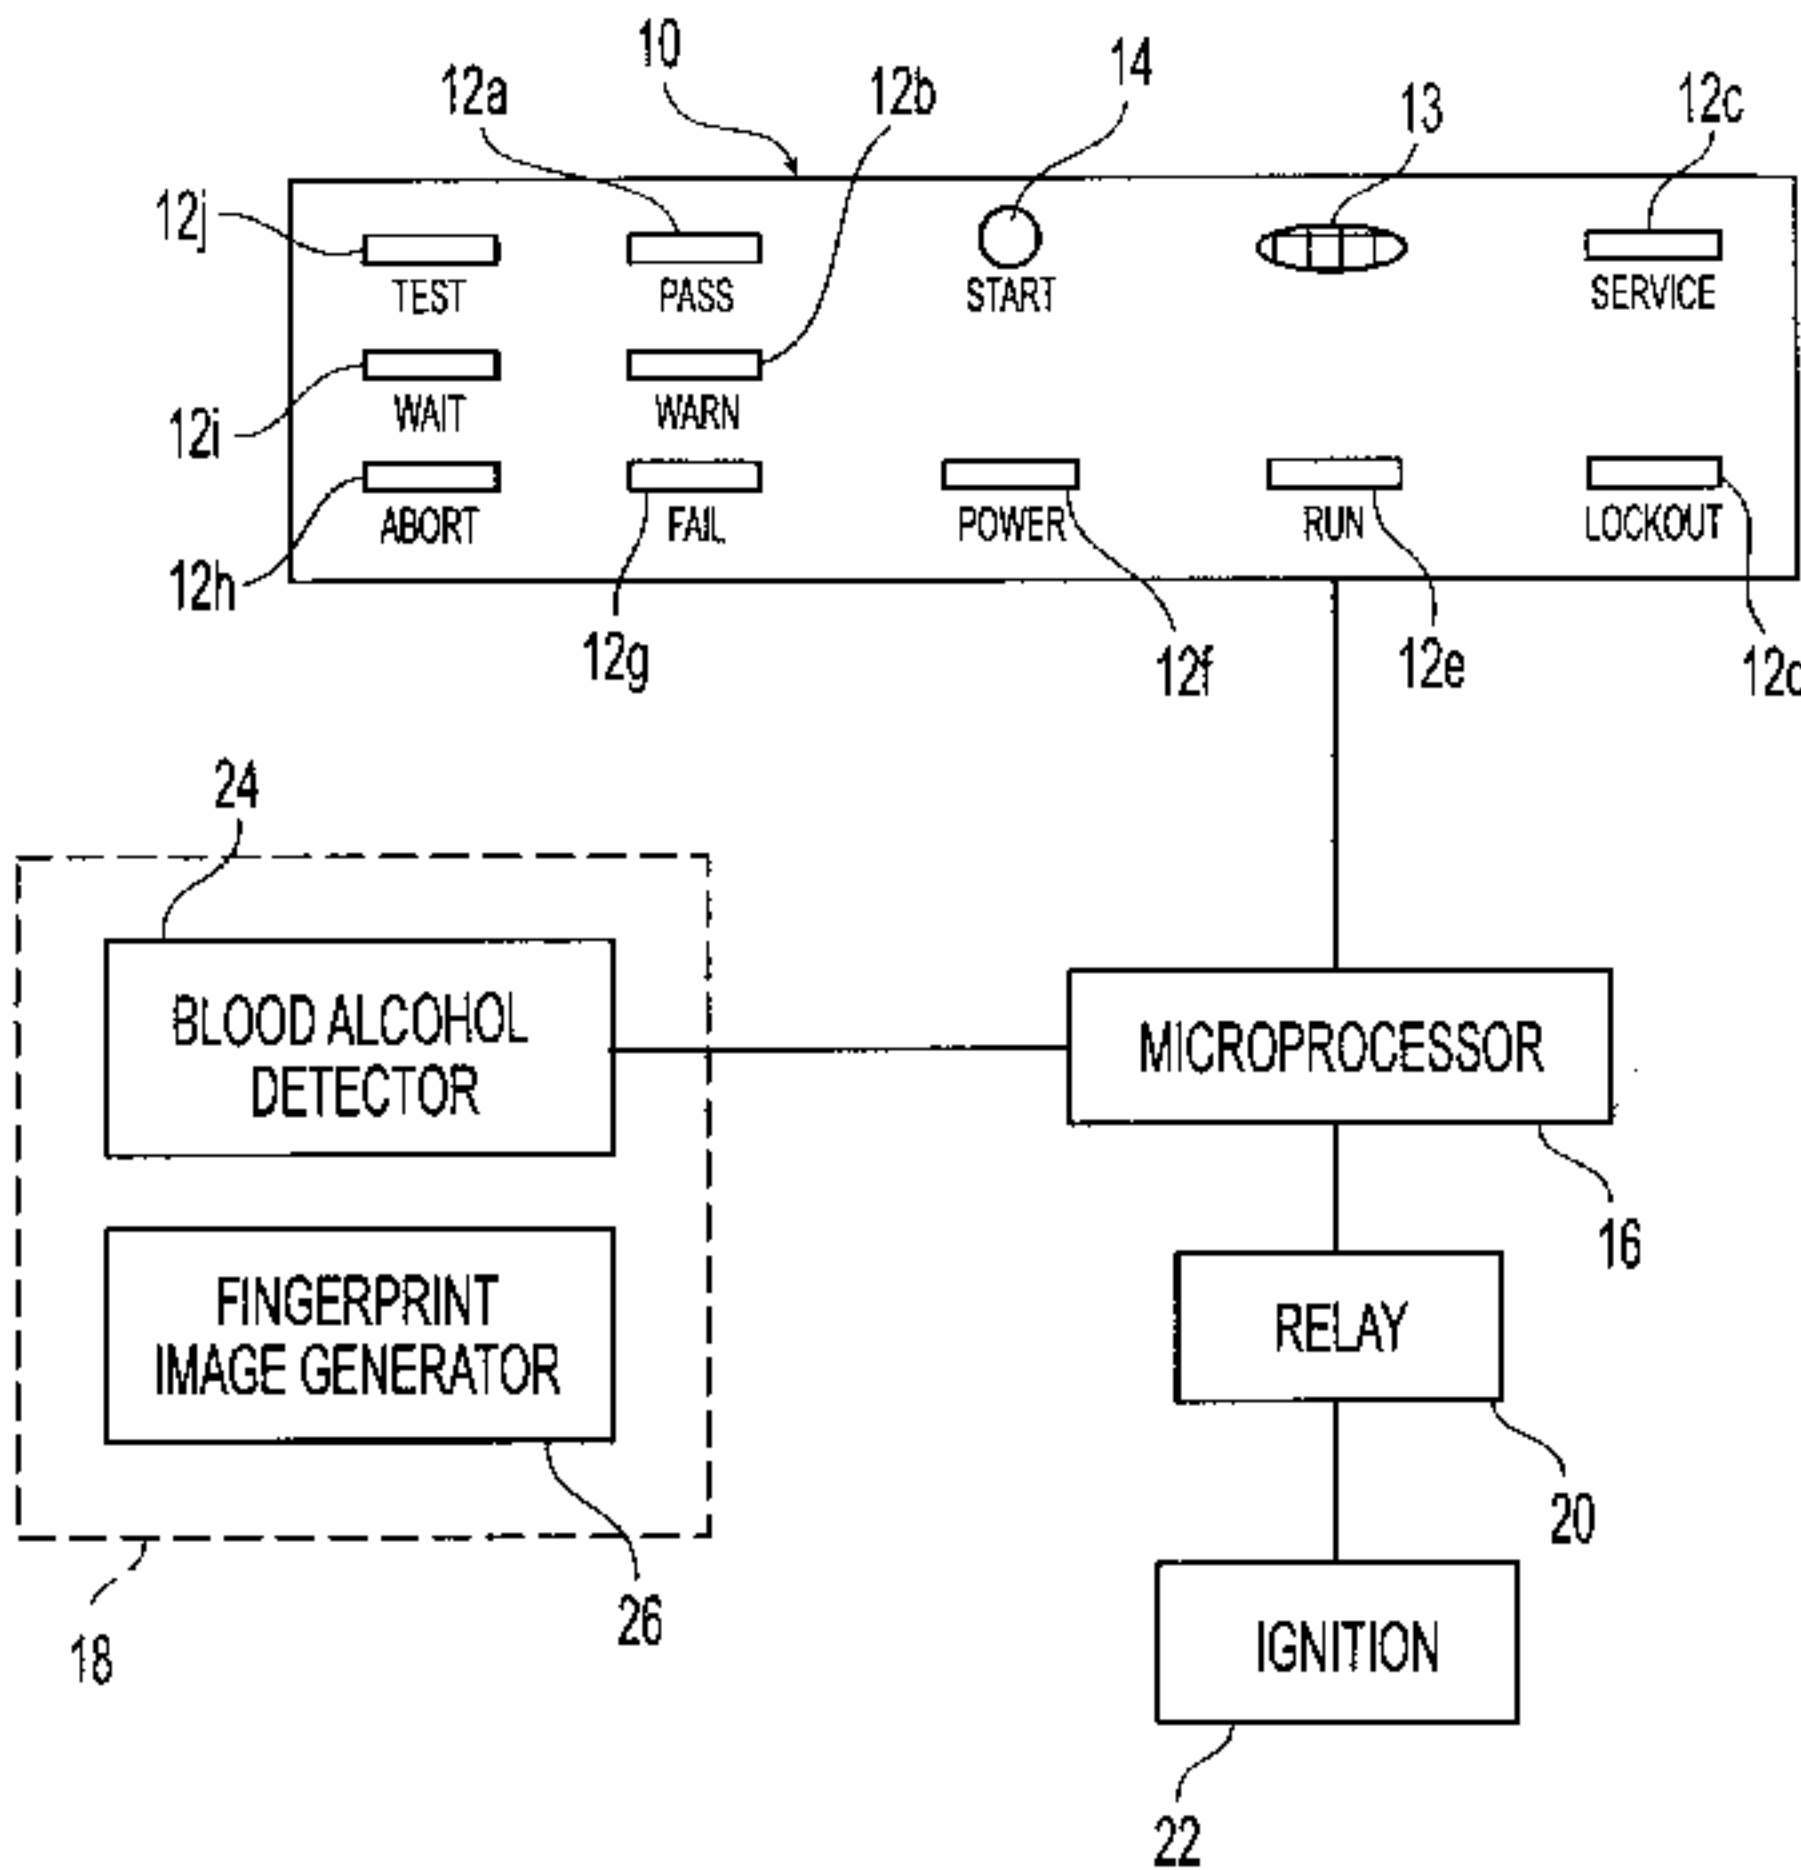 10
14
12a
12b
13
12c
12j
TEST
PASS
START
SERVICE
12i
WAIT
WARN
12h
ABORT
FAIL
POWER
RUN
LOCKOUT
12g
12f
12e
12d
24
BLOOD ALCOHOL
DETECTOR
MICROPROCESSOR
16
FINGERPRINT
IMAGE GENERATOR
RELAY
20
26
18
IGNITION
22